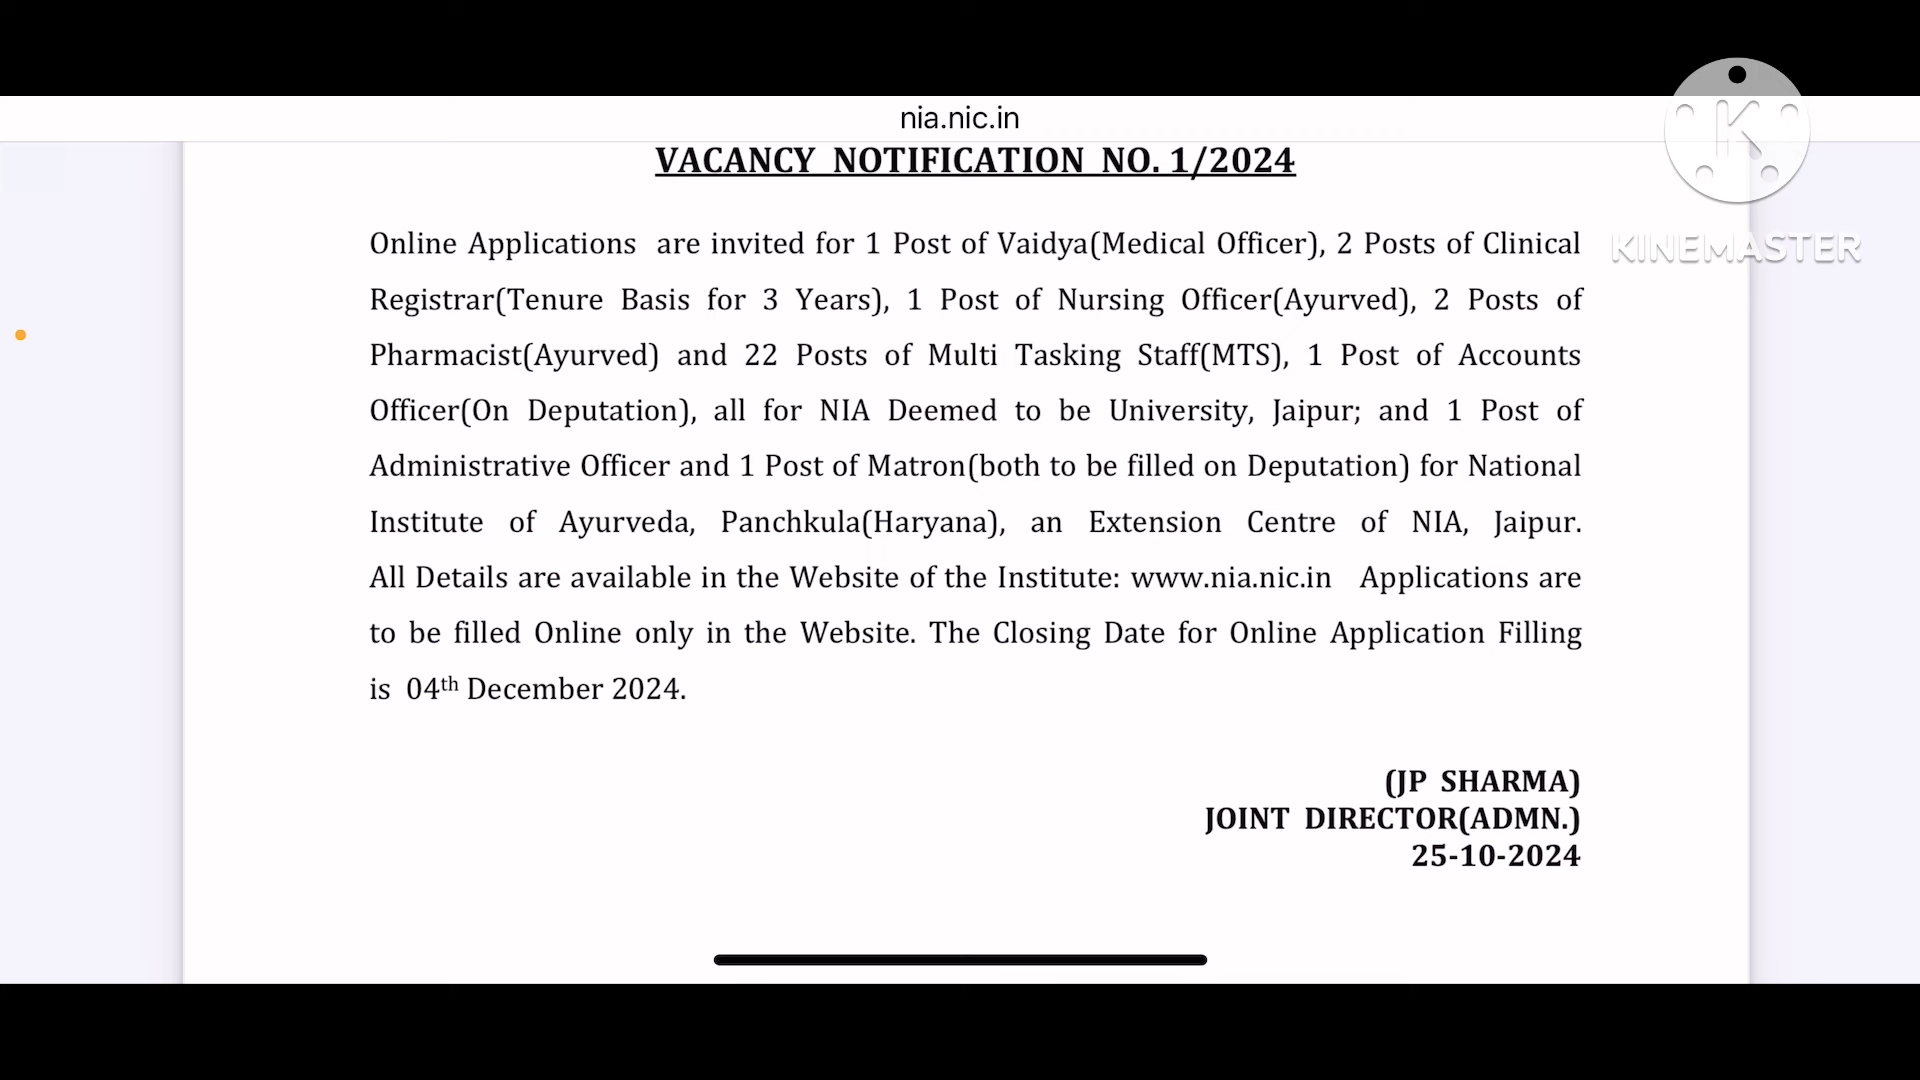 nia.nic.in
VACANCY NOTIFICATION NO. 1/2024
K
KINEMASTER
Online Applications are invited for 1 Post of Vaidya(Medical Officer), 2 Posts of Clinical
Registrar(Tenure Basis for 3 Years), 1 Post of Nursing Officer(Ayurved), 2 Posts of
Pharmacist(Ayurved) and 22 Posts of Multi Tasking Staff(MTS), 1 Post of Accounts
Officer(On Deputation), all for NIA Deemed to be University, Jaipur; and 1 Post of
Administrative Officer and 1 Post of Matron(both to be filled on Deputation) for National
Institute of Ayurveda, Panchkula(Haryana), an Extension Centre of NIA, Jaipur.
All Details are available in the Website of the Institute: www.nia.nic.in Applications are
to be filled Online only in the Website. The Closing Date for Online Application Filling
is 04th December 2024.
(JP SHARMA)
JOINT DIRECTOR(ADMN.)
25-10-2024